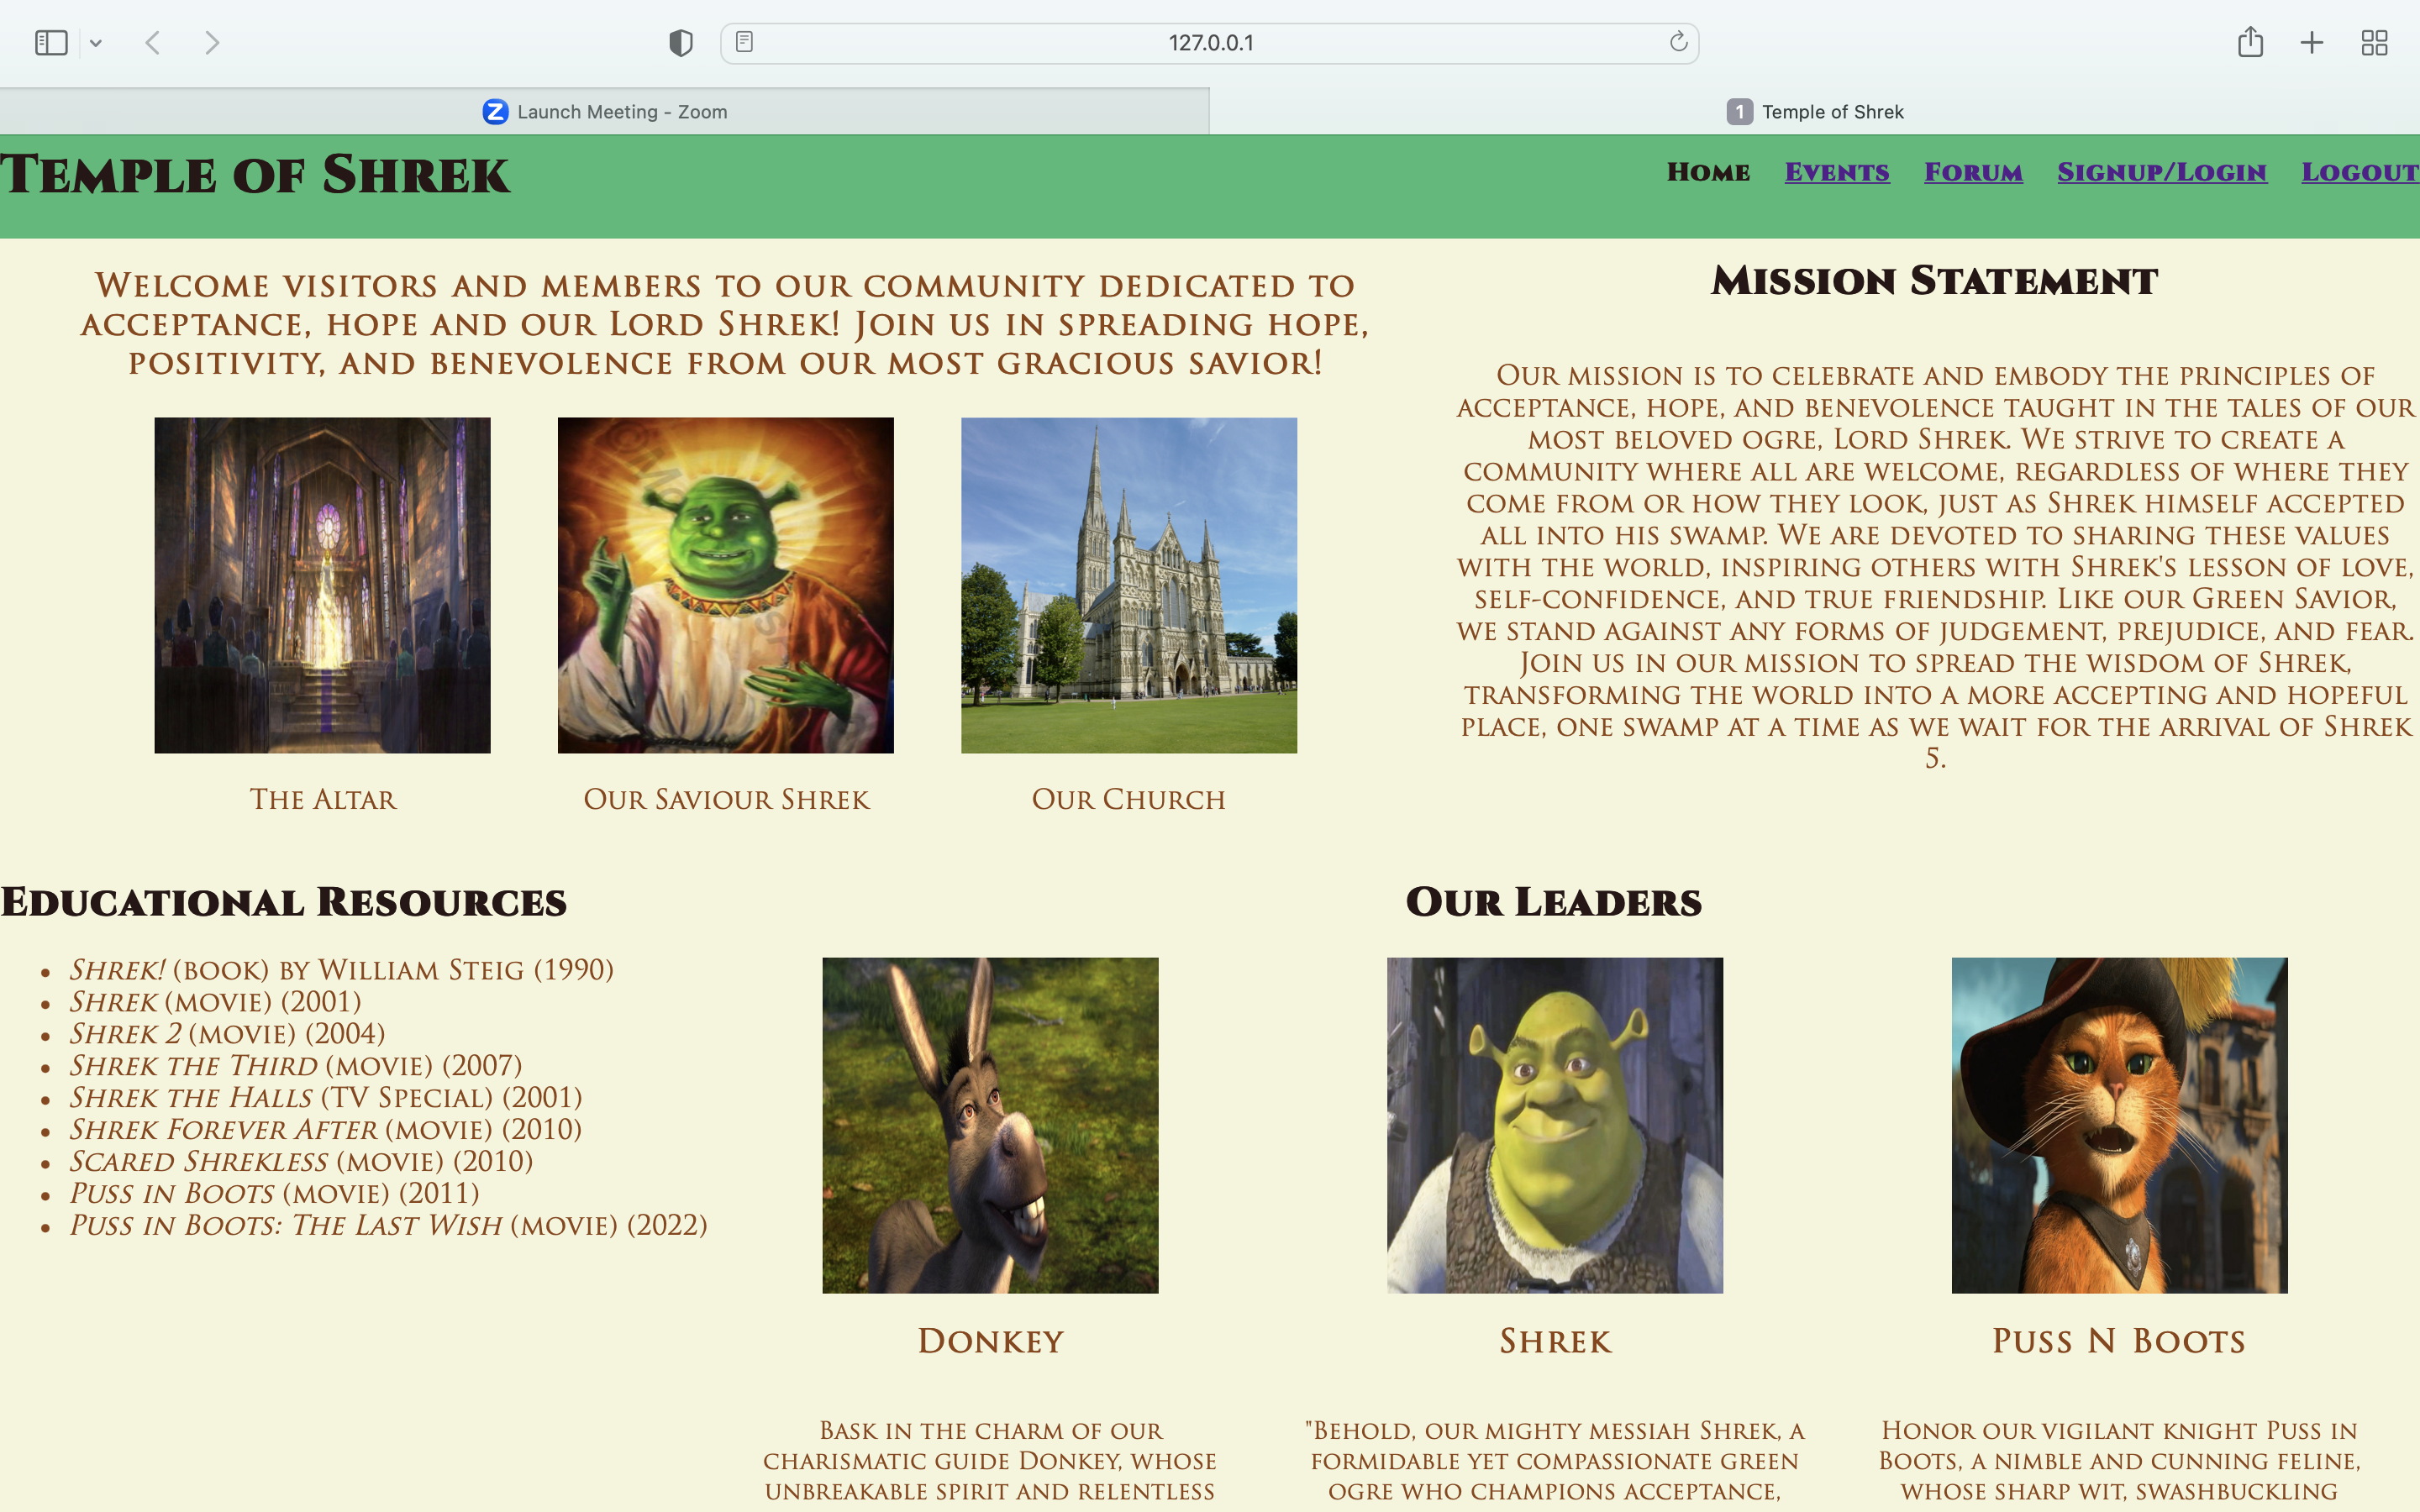 127.0.0.1
Launch Meeting - Zoom
1 Temple of Shrek
Temple of Shrek
Home Events Forum Signup/Login Logout
Welcome visitors and members to our community dedicated to
acceptance, hope and our Lord Shrek! Join us in spreading hope,
positivity, and benevolence from our most gracious savior!
The Altar
Our Saviour Shrek
Our Church
Mission Statement
Our mission is to celebrate and embody the principles of
acceptance, hope, and benevolence taught in the tales of our
most beloved ogre, Lord Shrek. We strive to create a
community where all are welcome, regardless of where they
come from or how they look, just as Shrek himself accepted
all into his swamp. We are devoted to sharing these values
with the world, inspiring others with Shrek's lesson of love,
self-confidence, and true friendship. Like our Green Savior,
we stand against any forms of judgement, prejudice, and fear.
Join us in our mission to spread the wisdom of Shrek,
transforming the world into a more accepting and hopeful
place, one swamp at a time as we wait for the arrival of Shrek
5.
Educational Resources
Shrek! (book) by William Steig (1990)
Shrek (movie) (2001)
Shrek 2 (movie) (2004)
Shrek the Third (movie) (2007)
Shrek the Halls (TV Special) (2001)
Shrek Forever After (movie) (2010)
Scared Shrekless (movie) (2010)
Puss in Boots (movie) (2011)
Puss in Boots: The Last Wish (movie) (2022)
Our Leaders
Donkey
Bask in the charm of our
charismatic guide Donkey, whose
unbreakable spirit and relentless
Shrek
"Behold, our mighty messiah Shrek, a
formidable yet compassionate green
ogre who champions acceptance,
Puss N Boots
Honor our vigilant knight Puss in
Boots, a nimble and cunning feline,
whose sharp wit, swashbuckling